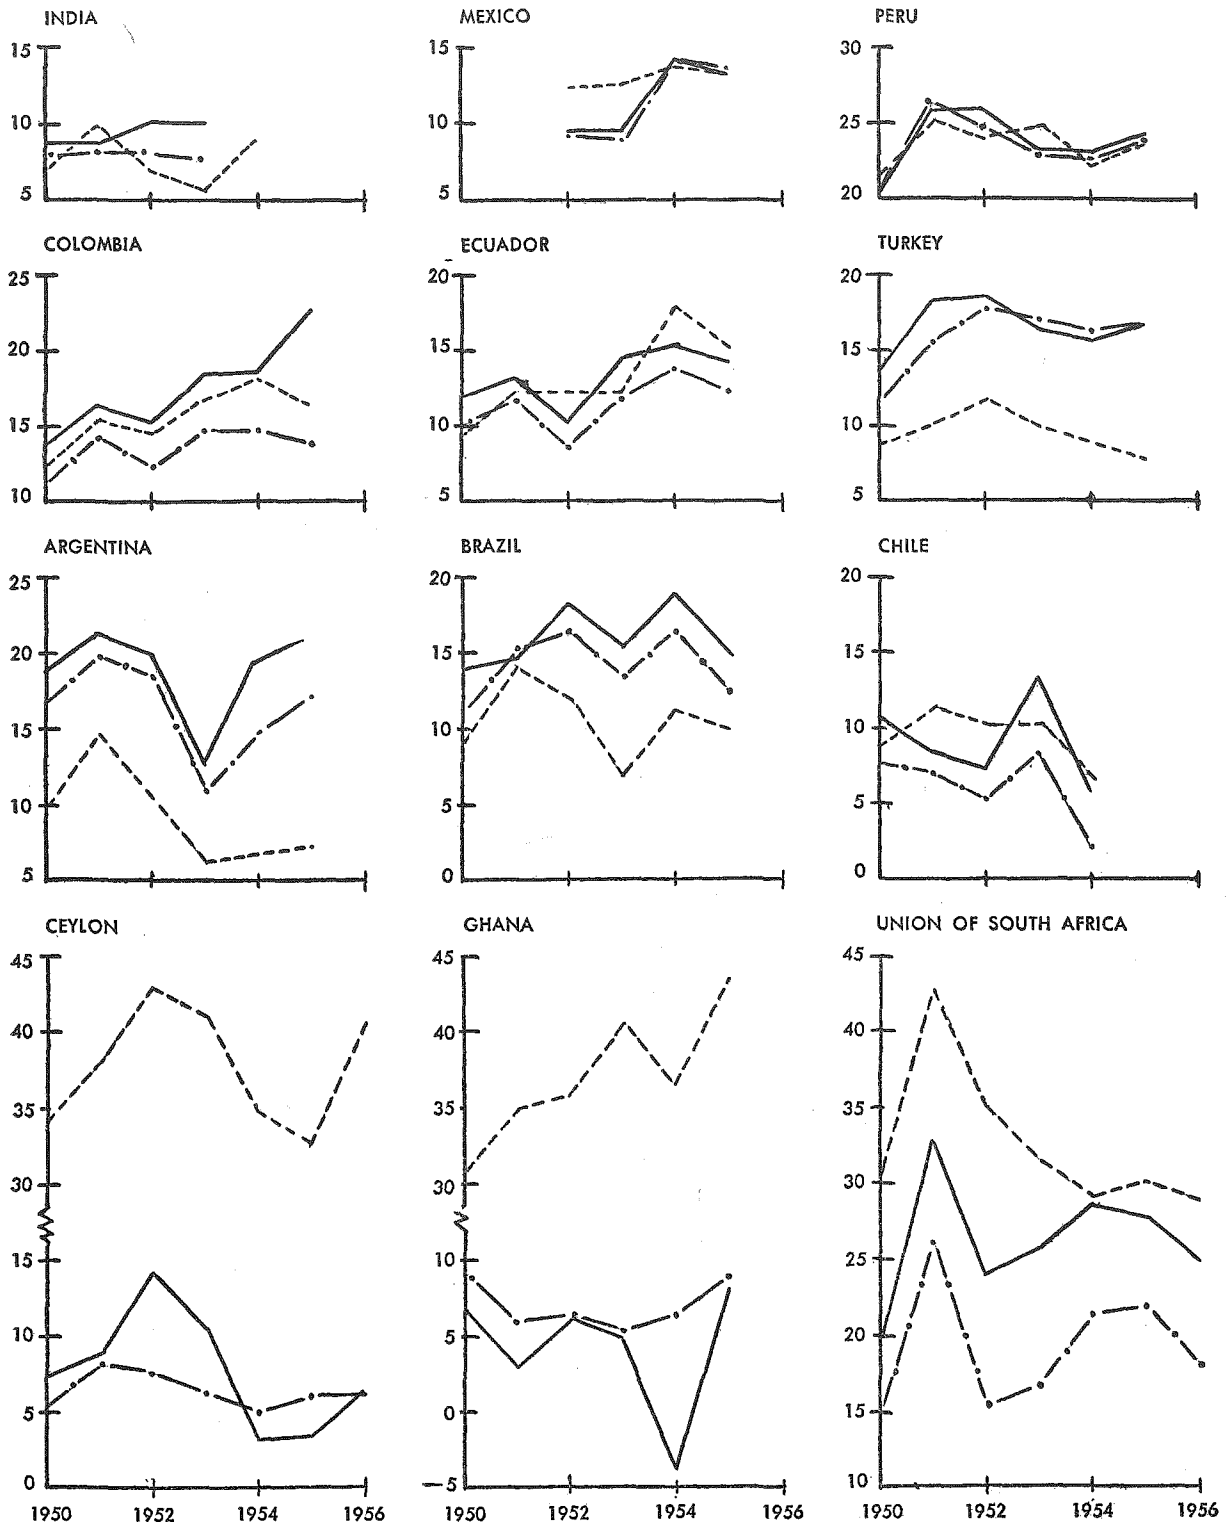 INDIA MEXICO PERU
15 15 30
10 10 25
5 5 20
COLOMBIA ECUADOR TURKEY
25 20 20
20 15 15
15 10 10
10 5 5
ARGENTINA BRAZIL CHILE
25 20 20
20 15 15
15 10 10
10 5 5
5 0 0
CEYLON GHANA UNION OF SOUTH AFRICA
45 45 45
40 40 40
35 35 35
30 30 30
15 10 25
10 5 20
5 0 15
0 —5 10
1950 1952 1954 1956 1950 1952 1954 1956 1950 1952 1954 1956